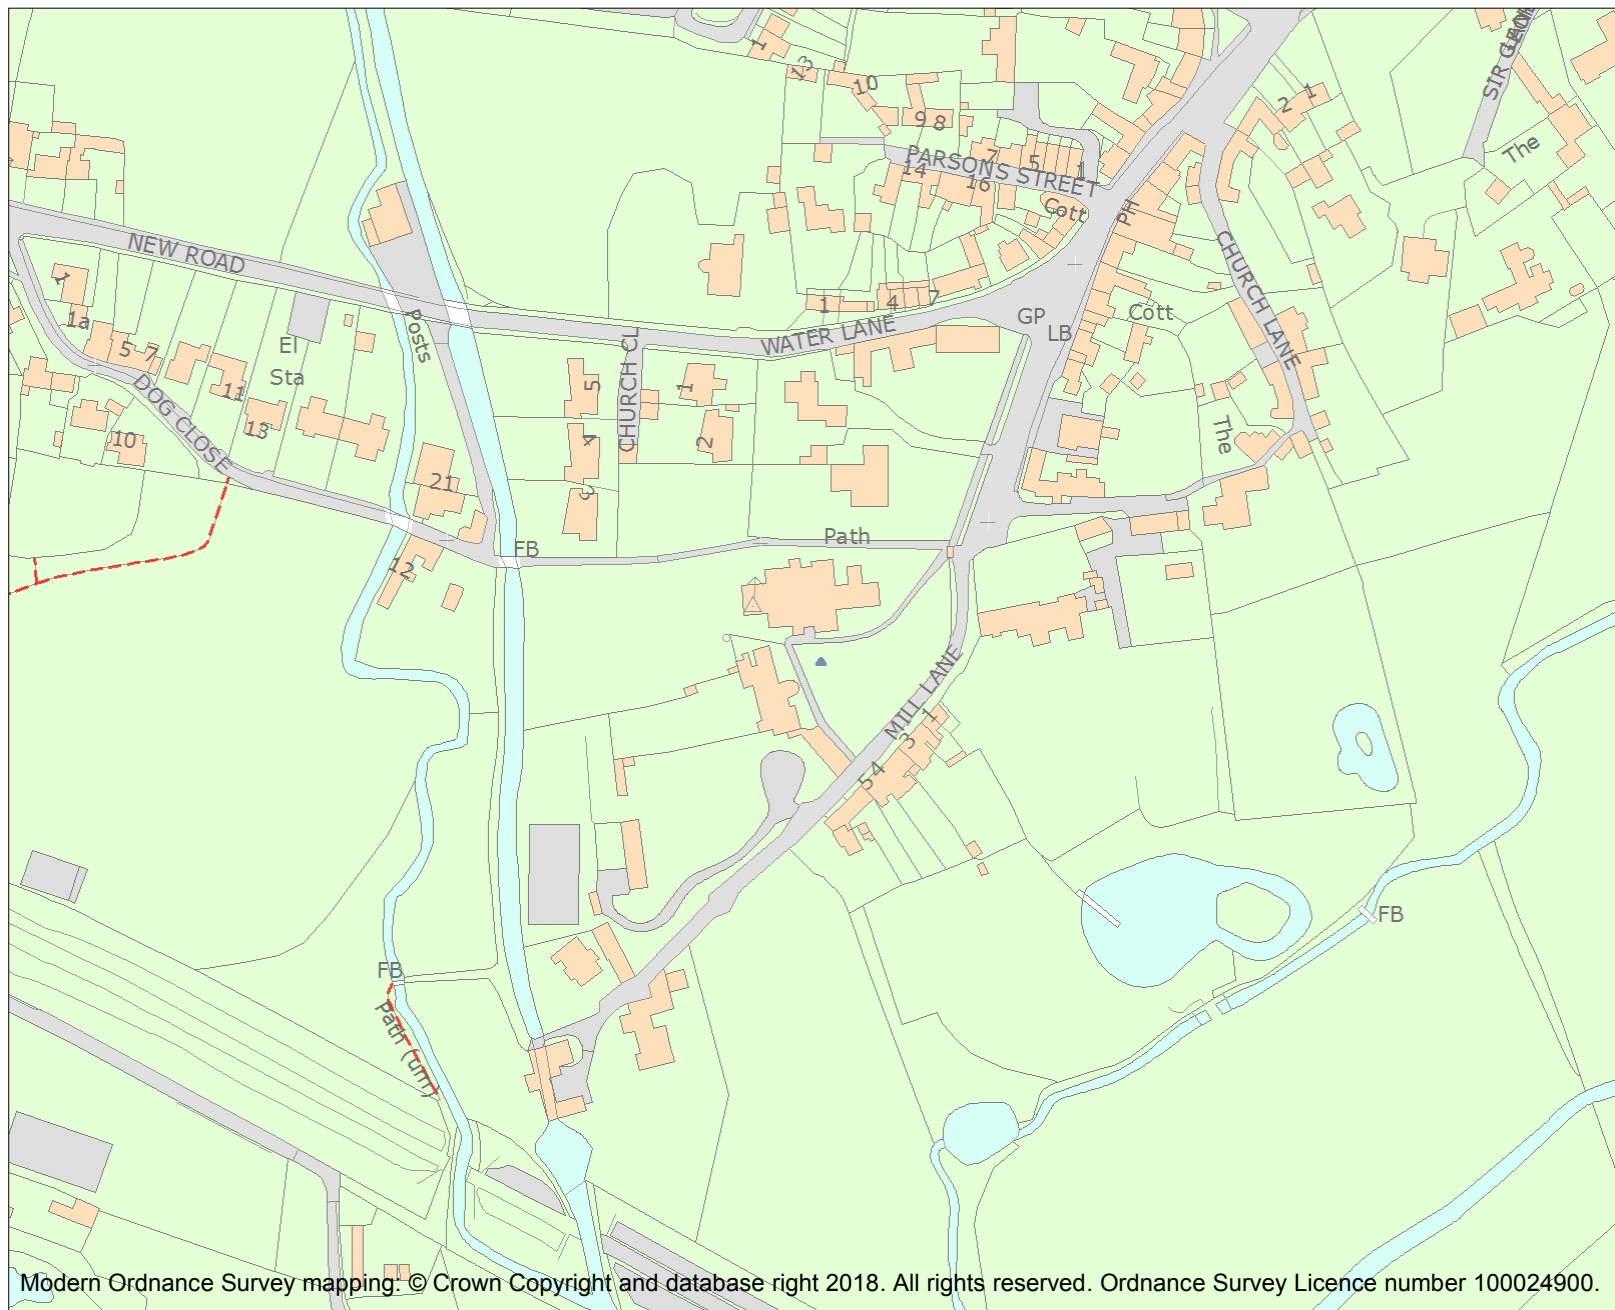 1
13
10
9 8
2 1
SIR GEO
The
7
5
1
PARSONS STREET
14
16
Cott
PH
NEW ROAD
CHURCH LANE
1
1a
5 7
11
13
10
El
Sta
Posts
DOG CLOSE
1
4
7
WATER LANE
GP
LB
Cott
CHURCH CL
5
4
3
1
2
The
21
12
FB
Path
MILL LANE
1
3
5 4
FB
FB
Path (um)
Modern Ordnance Survey mapping: © Crown Copyright and database right 2018. All rights reserved. Ordnance Survey Licence number 100024900.